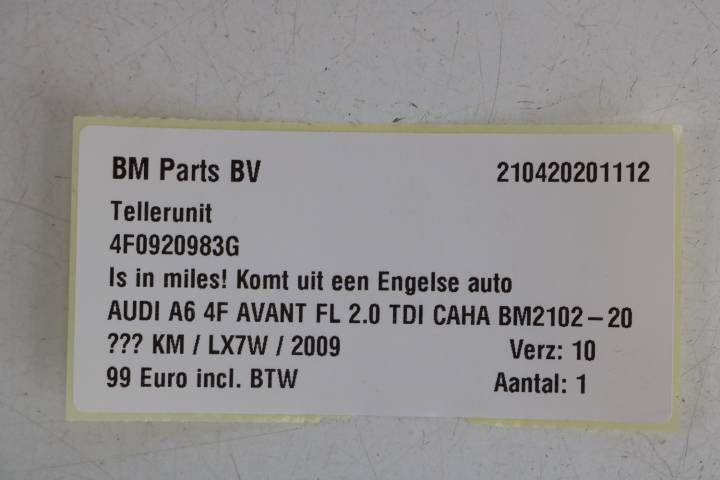 BM Parts BV 210420201112
Tellerunit
4F0920983G
Is in miles! Komt uit een Engelse auto
AUDI A6 4F AVANT FL 2.0 TDI CAHA BM2102-20
??? KM / LX7W / 2009 Verz: 10
99 Euro incl. BTW Aantal: 1